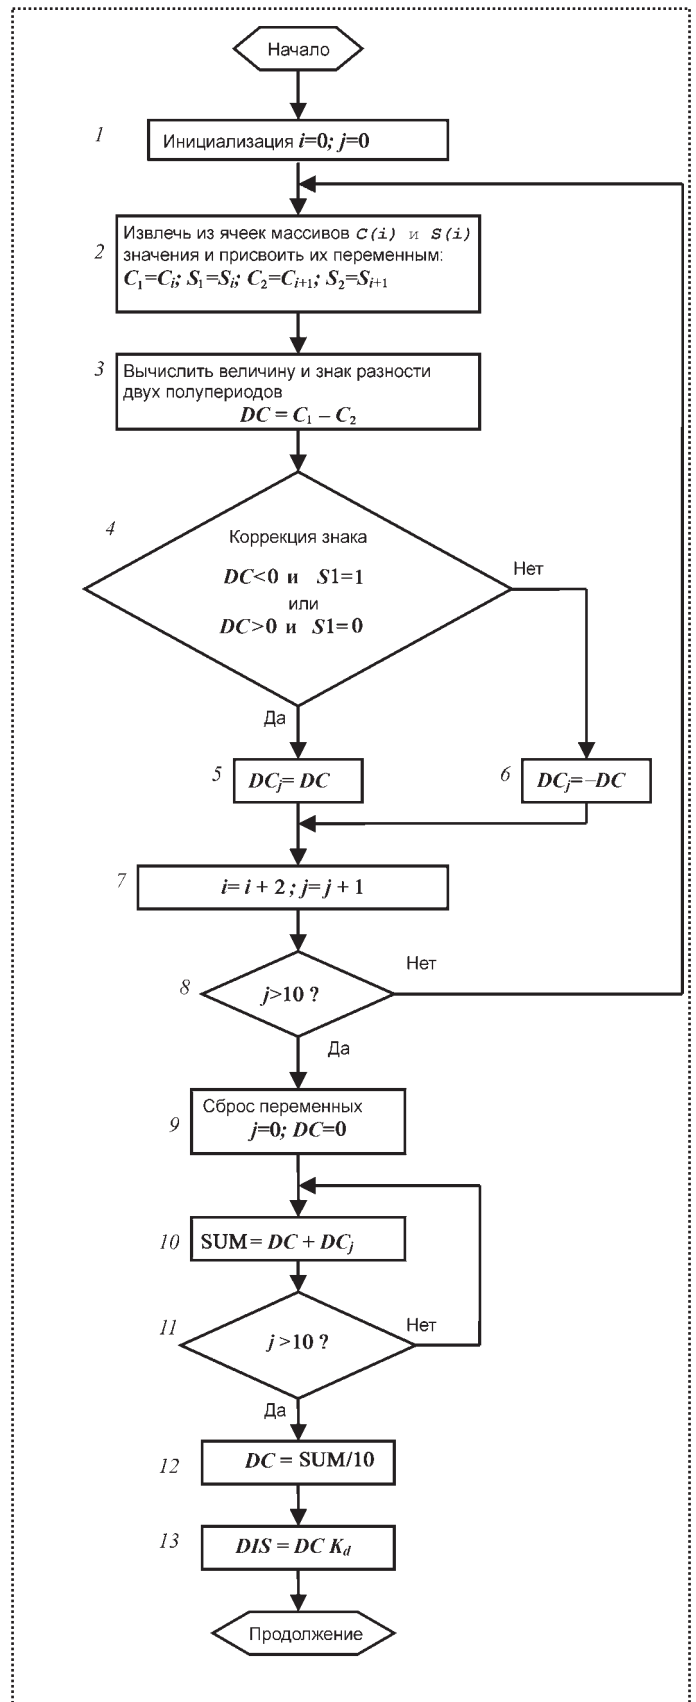 Начало
1
Инициализация i=0; j=0
Извлечь из ячеек массивов C(i) и S(i)
2
значения и присвоить их переменным:
C₁=Cᵢ; S₁=Sᵢ; C₂=Cᵢ₊₁; S₂=Sᵢ₊₁
3
Вычислить величину и знак разности
двух полупериодов
DC = C₁ – C₂
4
Коррекция знака
DC<0 и S1=1
или
DC>0 и S1=0
Нет
Да
5
DCⱼ= DC
6
DCⱼ=–DC
7
i= i + 2 ; j= j + 1
8
j>10 ?
Нет
Да
9
Сброс переменных
j=0; DC=0
10
SUM= DC + DCⱼ
11
j >10 ?
Нет
Да
12
DC = SUM/10
13
DIS = DC K_d
Продолжение